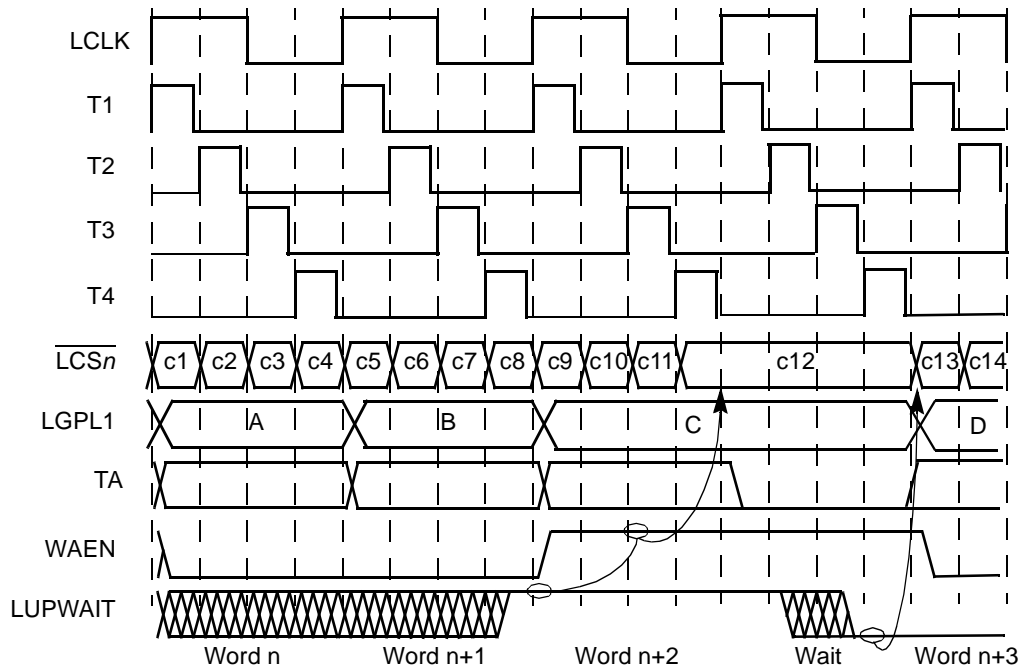 LCLK
T1
T2
T3
T4
LCSn c1 c2 c3 c4 c5 c6 c7 c8 c9 c10 c11 c12 c13 c14
LGPL1 A B C D
TA
WAEN
LUPWAIT
Word n Word n+1 Word n+2 Wait Word n+3